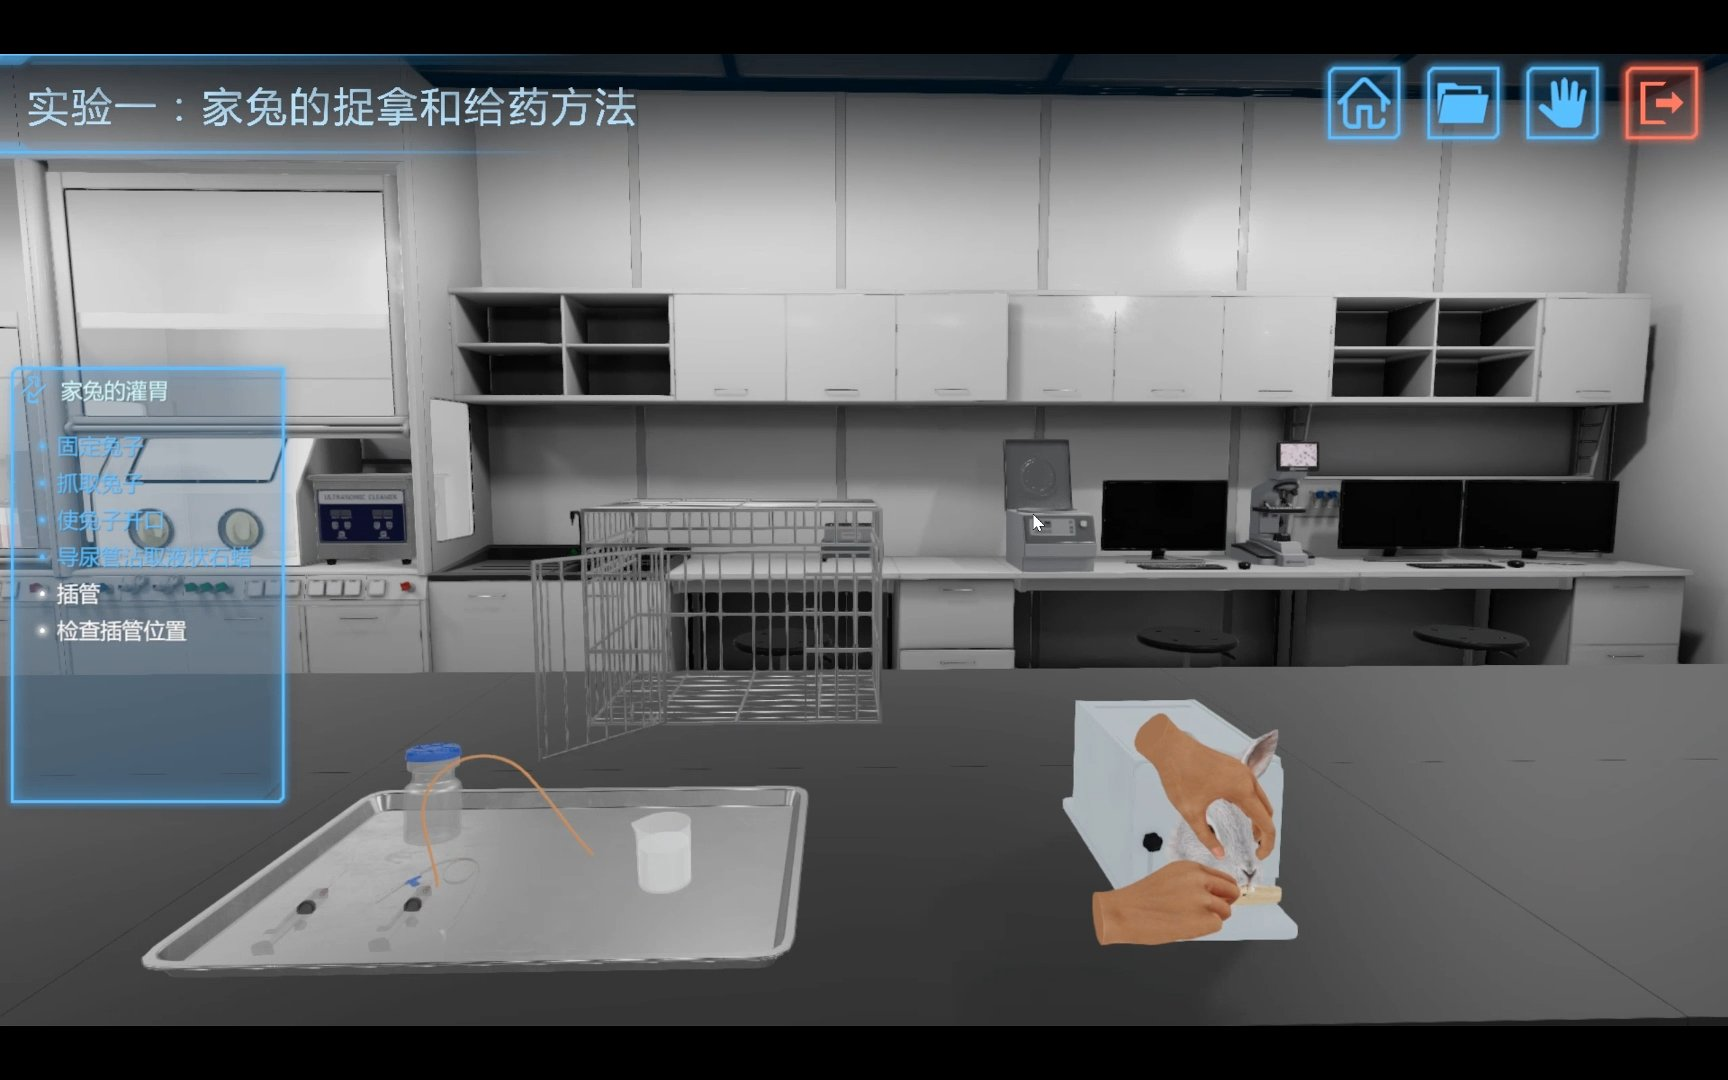 实验一：家兔的捉拿和给药方法
家兔的灌胃
固定兔子
抓取兔子
使兔子开口
导尿管沾取液状石蜡
插管
检查插管位置
ULTRASONIC CLEANER